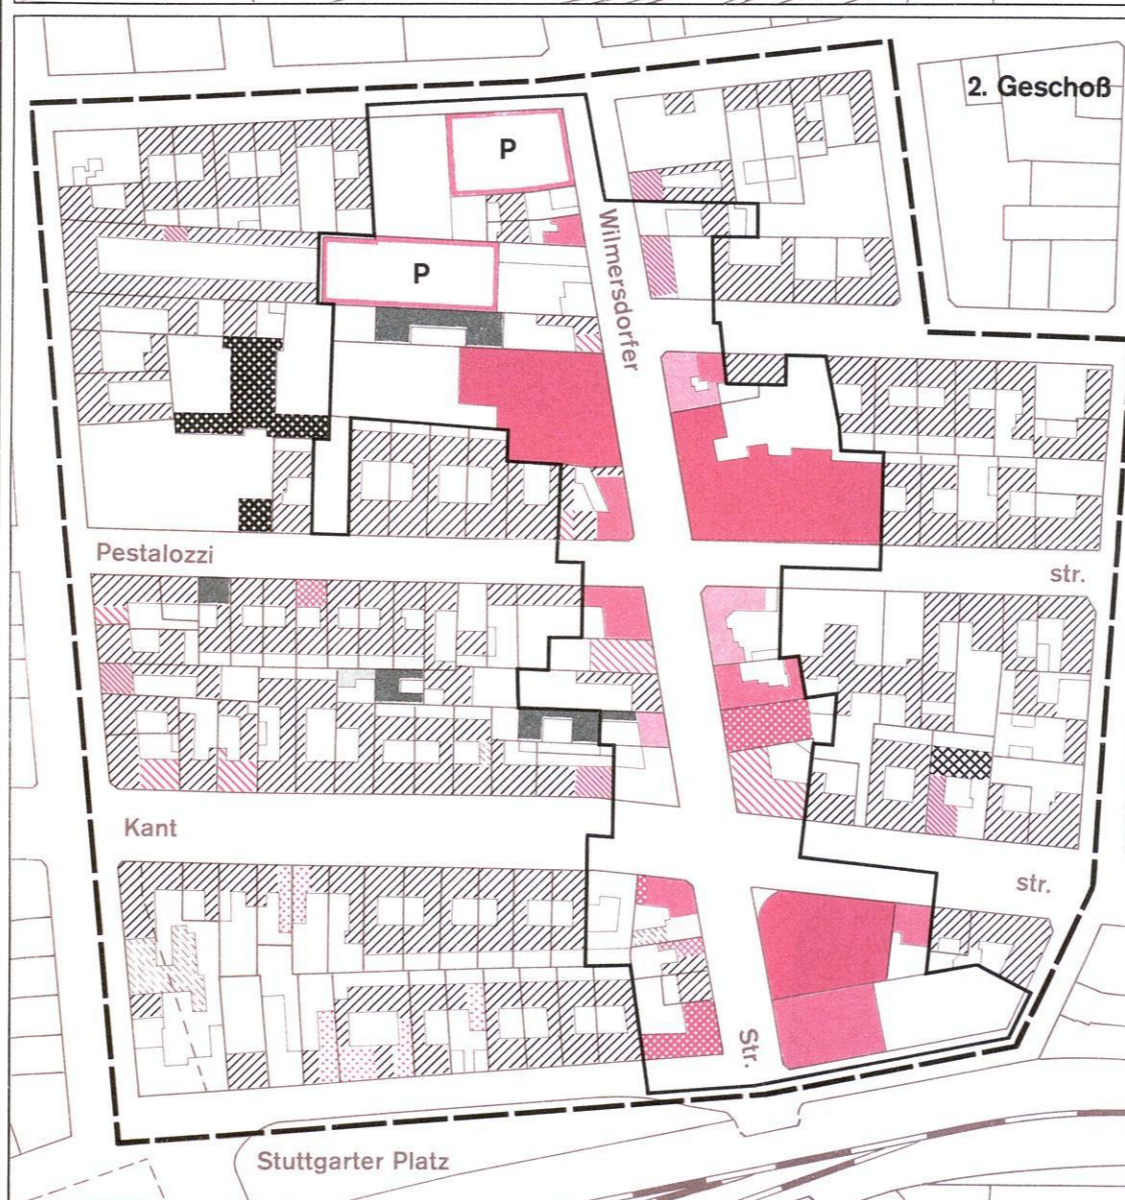 2. Geschoß
P
Wilmersdorfer
P
Pestalozzi
str.
Kant
str.
Str.
Stuttgarter Platz